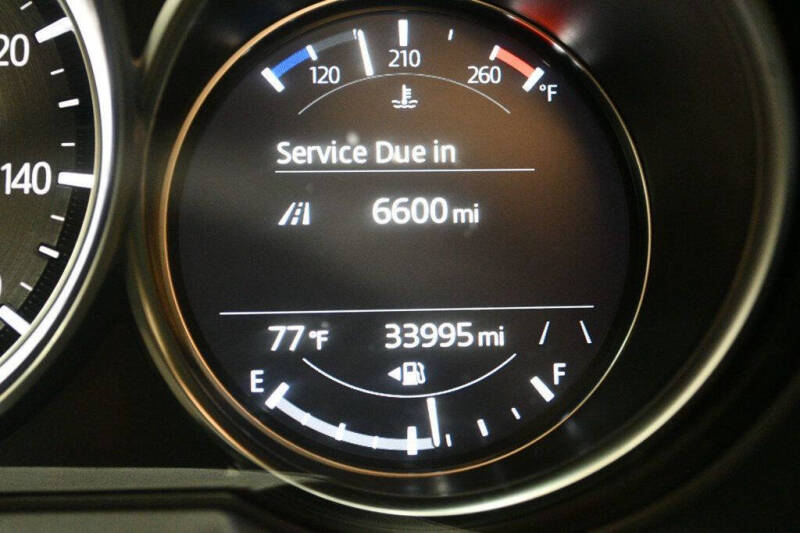 20
140
120 210 260 °F
Service Due in
6600 mi
77 °F 33995 mi
E F